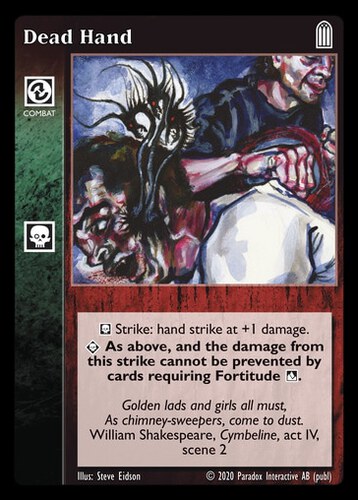 Dead Hand
COMBAT
Strike: hand strike at +1 damage.
As above, and the damage from
this strike cannot be prevented by
cards requiring Fortitude .
Golden lads and girls all must,
As chimney-sweepers, come to dust.
William Shakespeare, Cymbeline, act IV,
scene 2
Illus: Steve Eidson
© 2020 Paradox Interactive AB (publ)